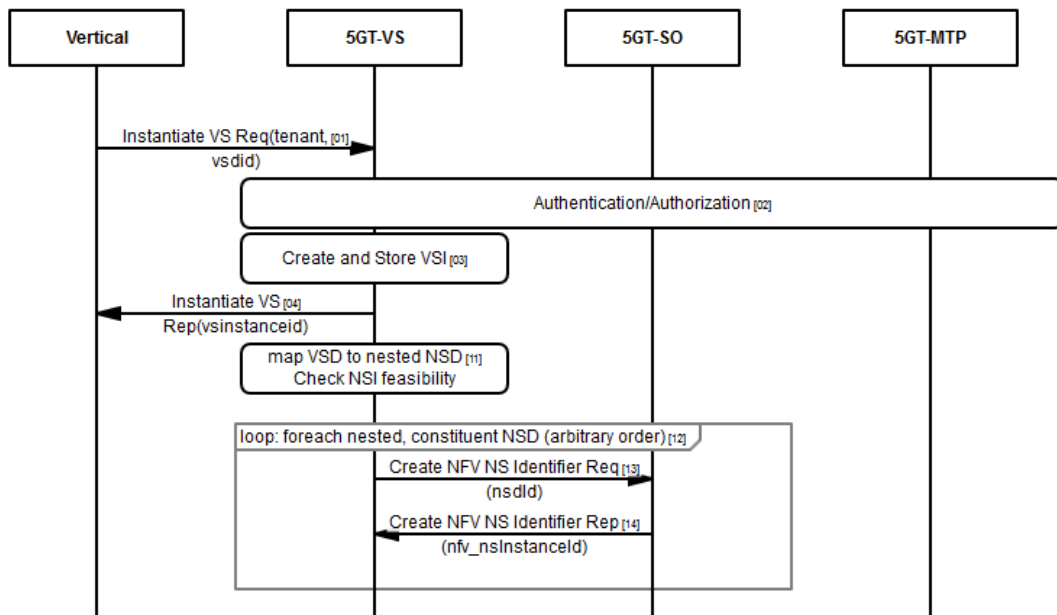 Vertical
5GT-VS
5GT-SO
5GT-MTP
Instantiate VS Req(tenant, [01]
vsdid)
Authentication/Authorization [02]
Create and Store VSI [03]
Instantiate VS [04]
Rep(vsinstanceid)
map VSD to nested NSD [11]
Check NSI feasibility
loop: foreach nested, constituent NSD (arbitrary order) [12]
Create NFV NS Identifier Req [13]
(nsdId)
Create NFV NS Identifier Rep [14]
(nfv_nsInstanceId)